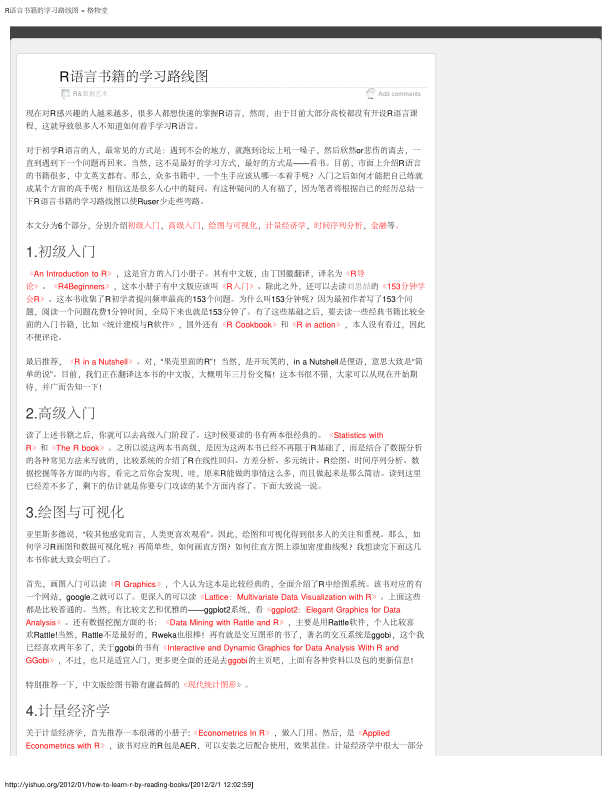 R语言书籍的学习路线图 « 格物堂
R语言书籍的学习路线图
R&数据艺术
Add comments
现在对R感兴趣的人越来越多，很多人都想快速的掌握R语言，然而，由于目前大部分高校都没有开设R语言课
程，这就导致很多人不知道如何着手学习R语言。
对于初学R语言的人，最常见的方式是：遇到不会的地方，就跑到论坛上吼一嗓子，然后欣然or悲伤的离去，一
直到遇到下一个问题再回来。当然，这不是最好的学习方式，最好的方式是——看书。目前，市面上介绍R语言
的书籍很多，中文英文都有。那么，众多书籍中，一个生手应该从哪一本着手呢？入门之后如何才能把自己练就
成某个方面的高手呢？相信这是很多人心中的疑问。有这种疑问的人有福了，因为笔者将根据自己的经历总结一
下R语言书籍的学习路线图以使Ruser少走些弯路。
本文分为6个部分，分别介绍初级入门，高级入门，绘图与可视化，计量经济学，时间序列分析，金融等。
1.初级入门
《An Introduction to R》，这是官方的入门小册子。其有中文版，由丁国徽翻译，译名为《R导
论》。《R4Beginners》，这本小册子有中文版应该叫《R入门》。除此之外，还可以去读刘思喆的《153分钟学
会R》。这本书收集了R初学者提问频率最高的153个问题。为什么叫153分钟呢？因为最初作者写了153个问
题，阅读一个问题花费1分钟时间，全局下来也就是153分钟了。有了这些基础之后，要去读一些经典书籍比较全
面的入门书籍，比如《统计建模与R软件》，国外还有《R Cookbook》和《R in action》，本人没有看过，因此
不便评论。
最后推荐，《R in a Nutshell》。对，“果壳里面的R”！当然，是开玩笑的，in a Nutshell是俚语，意思大致是“简
单的说”。目前，我们正在翻译这本书的中文版，大概明年三月份交稿！这本书很不错，大家可以从现在开始期
待，并广而告知一下！
2.高级入门
读了上述书籍之后，你就可以去高级入门阶段了。这时候要读的书有两本很经典的。《Statistics with
R》和《The R book》。之所以说这两本书高级，是因为这两本书已经不再限于R基础了，而是结合了数据分析
的各种常见方法来写就的，比较系统的介绍了R在线性回归、方差分析、多元统计、R绘图、时间序列分析、数
据挖掘等各方面的内容，看完之后你会发现，哇，原来R能做的事情这么多，而且做起来是那么简洁。读到这里
已经差不多了，剩下的估计就是你要专门攻读的某个方面内容了。下面大致说一说。
3.绘图与可视化
亚里斯多德说，“较其他感觉而言，人类更喜欢观看”。因此，绘图和可视化得到很多人的关注和重视。那么，如
何学习R画图和数据可视化呢？再简单些，如何画直方图？如何往直方图上添加密度曲线呢？我想读完下面这几
本书你就大致会明白了。
首先，画图入门可以读《R Graphics》，个人认为这本是比较经典的，全面介绍了R中绘图系统。该书对应的有
一个网站，google之就可以了。更深入的可以读《Lattice：Multivariate Data Visualization with R》。上面这些
都是比较普通的。当然，有比较文艺和优雅的——ggplot2系统，看《ggplot2：Elegant Graphics for Data
Analysis》。还有数据挖掘方面的书：《Data Mining with Rattle and R》，主要是用Rattle软件，个人比较喜
欢Rattle!当然，Rattle不是最好的，Rweka也很棒！再有就是交互图形的书了，著名的交互系统是ggobi，这个我
已经喜欢两年多了，关于ggobi的书有《Interactive and Dynamic Graphics for Data Analysis With R and
GGobi》，不过，也只是适宜入门，更多更全面的还是去ggobi的主页吧，上面有各种资料以及包的更新信息！
特别推荐一下，中文版绘图书籍有谢益辉的《现代统计图形》。
4.计量经济学
关于计量经济学，首先推荐一本很薄的小册子:《Econometrics In R》，做入门用。然后，是《Applied
Econometrics with R》，该书对应的R包是AER，可以安装之后配合使用，效果甚佳。计量经济学中很大一部分
http://yishuo.org/2012/01/how-to-learn-r-by-reading-books/[2012/2/1 12:02:59]